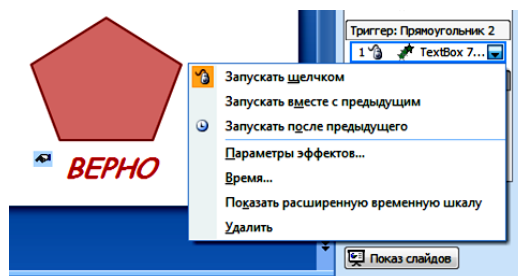 Триггер: Прямоугольник 2
1 TextBox 7...
Запускать щелчком
Запускать вместе с предыдущим
Запускать после предыдущего
Параметры эффектов...
Время...
Показать расширенную временную шкалу
Удалить
ВЕРНО
Показ слайдов